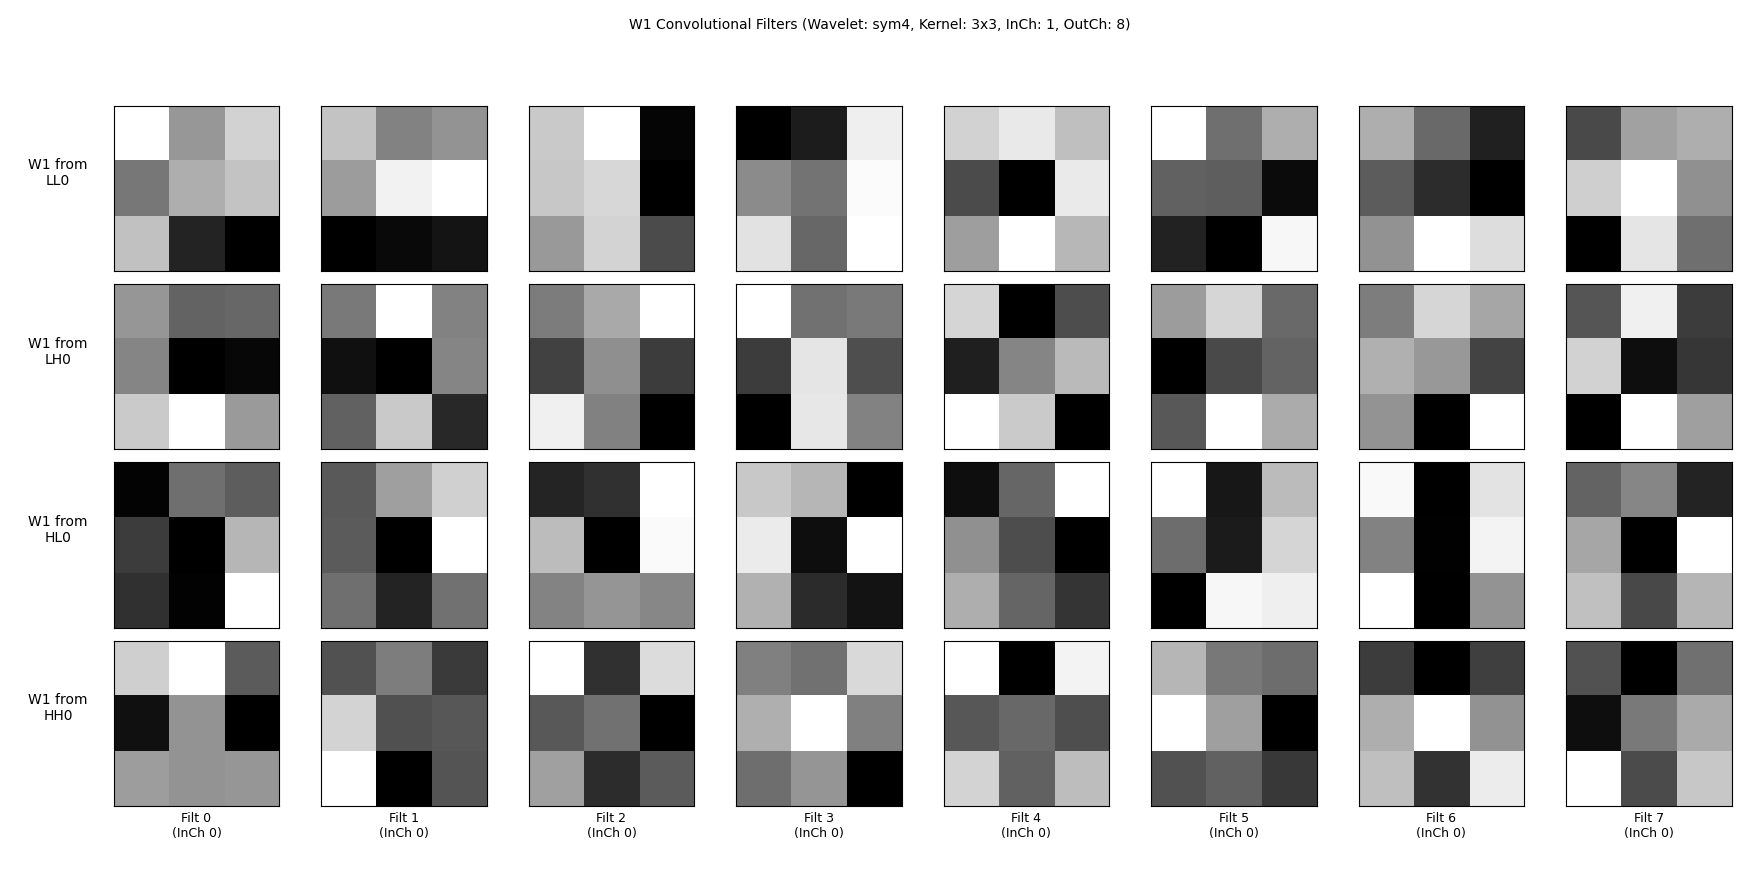 W1 Convolutional Filters (Wavelet: sym4, Kernel: 3x3, InCh: 1, OutCh: 8)
W1 from
LL0
W1 from
LH0
W1 from
HL0
W1 from
HH0
Filt 0
(InCh 0)
Filt 1
(InCh 0)
Filt 2
(InCh 0)
Filt 3
(InCh 0)
Filt 4
(InCh 0)
Filt 5
(InCh 0)
Filt 6
(InCh 0)
Filt 7
(InCh 0)